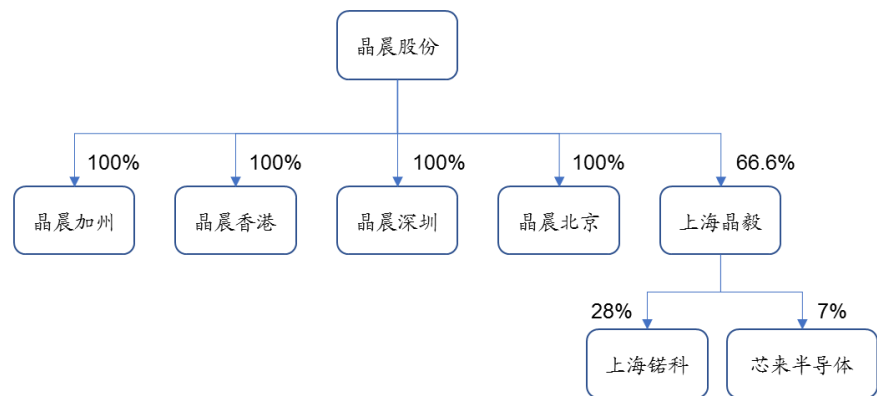 晶晨股份
100%
100%
100%
100%
66.6%
晶晨加州
晶晨香港
晶晨深圳
晶晨北京
上海晶毅
28%
7%
上海锘科
芯来半导体